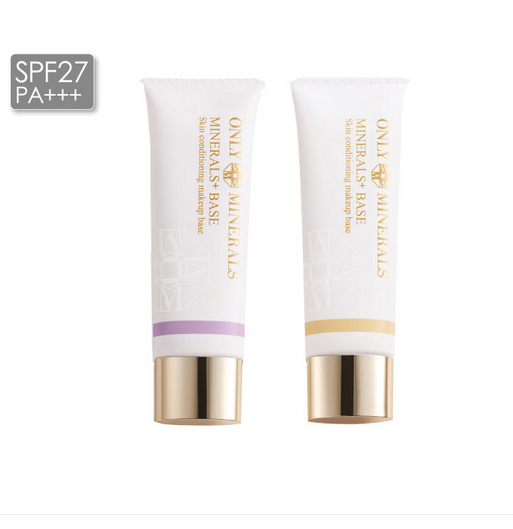 SPF27
PA+++
ONLY MINERALS
MINERALS+ BASE
Skin conditioning makeup base
ONLY MINERALS
MINERALS+ BASE
Skin conditioning makeup base